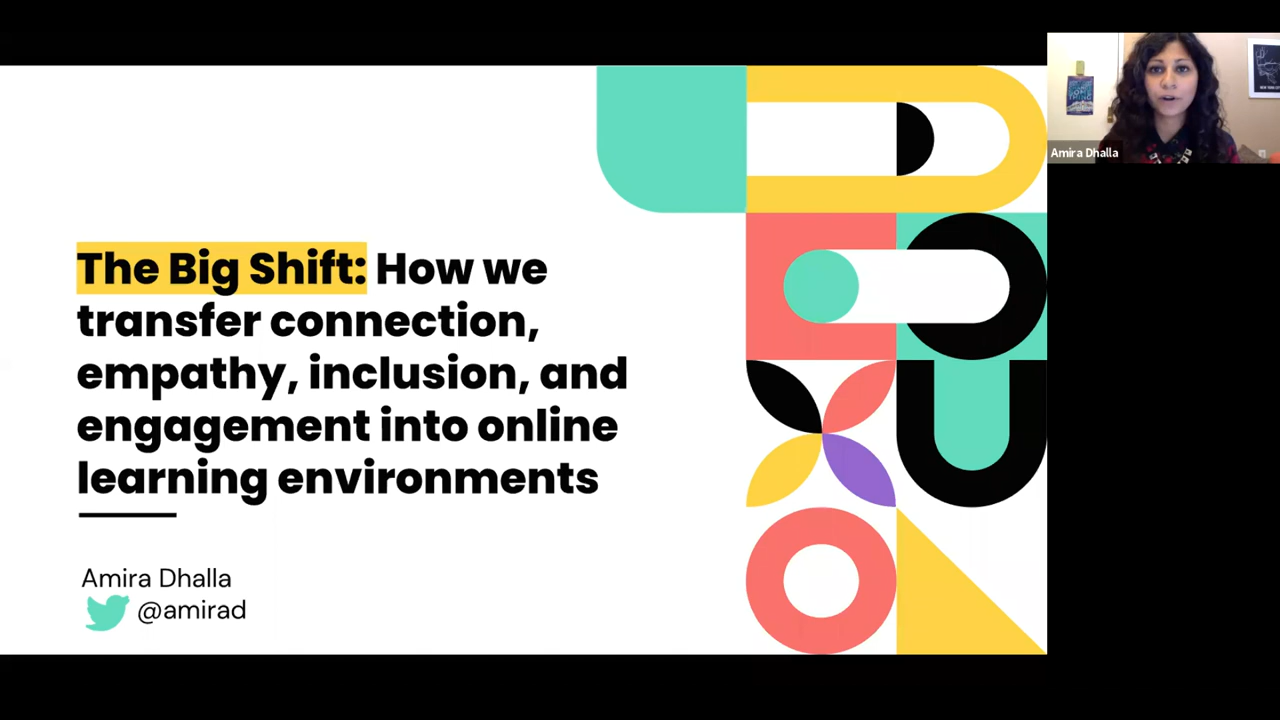 The Big Shift: How we
transfer connection,
empathy, inclusion, and
engagement into online
learning environments
Amira Dhalla
@amirad
Amira Dhalla